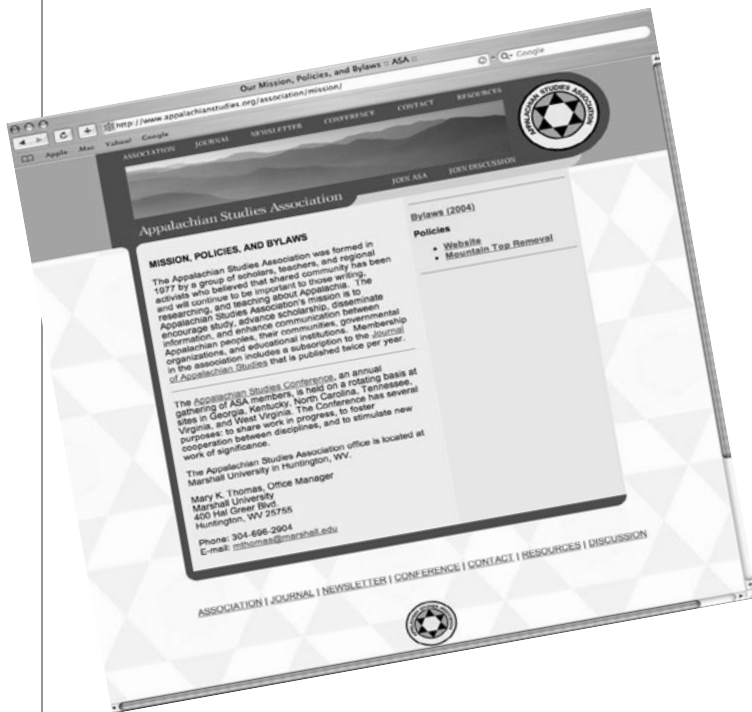 Our Mission, Policies, and Bylaws :: ASA ::
http://www.appalachianstudies.org/association/mission/
Google
Apple .Mac Yahoo! Google
ASSOCIATION JOURNAL NEWSLETTER CONFERENCE CONTACT RESOURCES
APPALACHIAN STUDIES ASSOCIATION
Appalachian Studies Association
JOIN ASA JOIN DISCUSSION
MISSION, POLICIES, AND BYLAWS
The Appalachian Studies Association was formed in
1977 by a group of scholars, teachers, and regional
activists who believed that shared community has been
and will continue to be important to those writing,
researching, and teaching about Appalachia. The
Appalachian Studies Association's mission is to
encourage study, advance scholarship, disseminate
information, and enhance communication between
Appalachian peoples, their communities, governmental
organizations, and educational institutions. Membership
in the association includes a subscription to the Journal
of Appalachian Studies that is published twice per year.
The Appalachian Studies Conference, an annual
gathering of ASA members, is held on a rotating basis at
sites in Georgia, Kentucky, North Carolina, Tennessee,
Virginia, and West Virginia. The Conference has several
purposes: to share work in progress, to foster
cooperation between disciplines, and to stimulate new
work of significance.
The Appalachian Studies Association office is located at
Marshall University in Huntington, WV.
Mary K. Thomas, Office Manager
Marshall University
400 Hal Greer Blvd.
Huntington, WV 25755
Phone: 304-696-2904
E-mail: mthomas@marshall.edu
Bylaws (2004)
Policies
• Website
• Mountain Top Removal
ASSOCIATION | JOURNAL | NEWSLETTER | CONFERENCE | CONTACT | RESOURCES | DISCUSSION
APPALACHIAN STUDIES ASSOCIATION